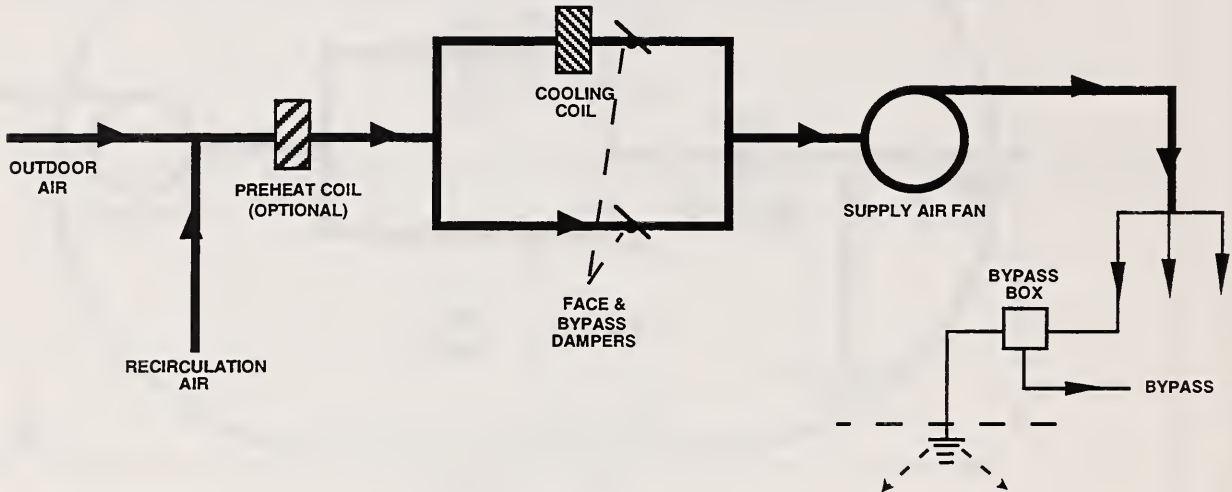 COOLING
COIL
OUTDOOR
AIR
PREHEAT COIL
(OPTIONAL)
SUPPLY AIR FAN
FACE &
BYPASS
DAMPERS
BYPASS
BOX
RECIRCULATION
AIR
BYPASS